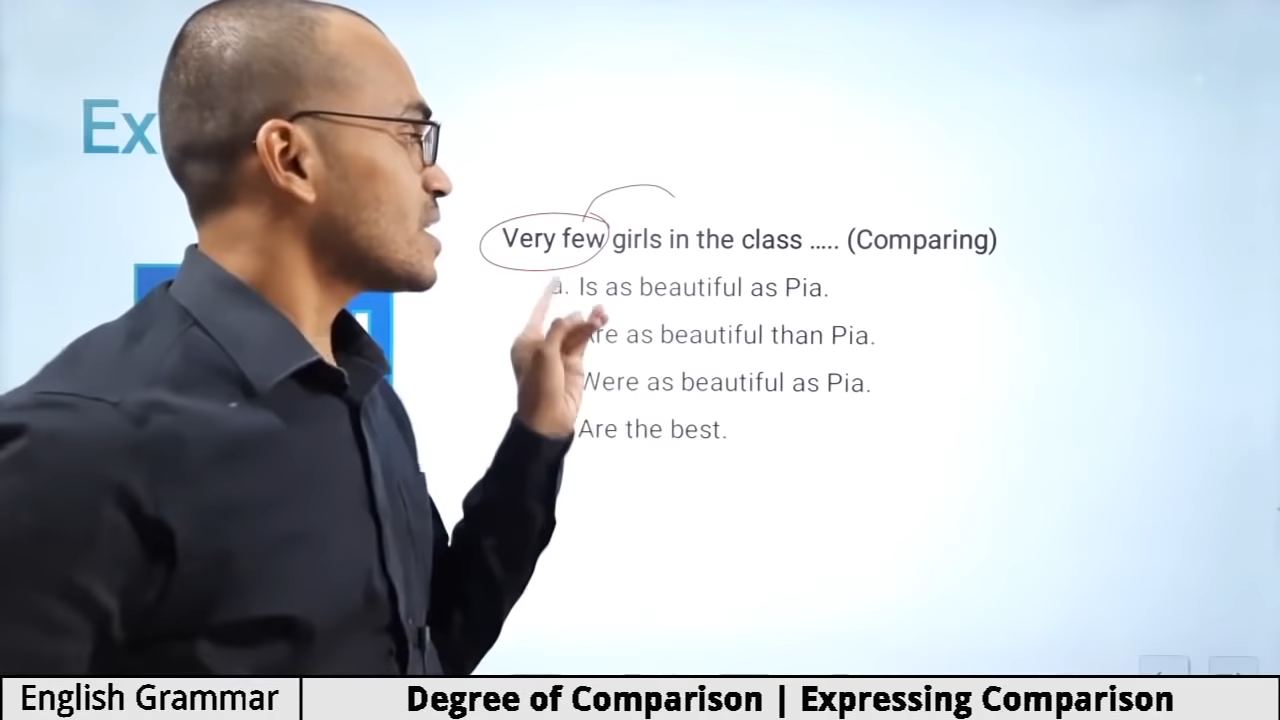 Ex
Very few girls in the class ..... (Comparing)
a. Is as beautiful as Pia.
Are as beautiful than Pia.
Were as beautiful as Pia.
Are the best.
English Grammar
Degree of Comparison | Expressing Comparison